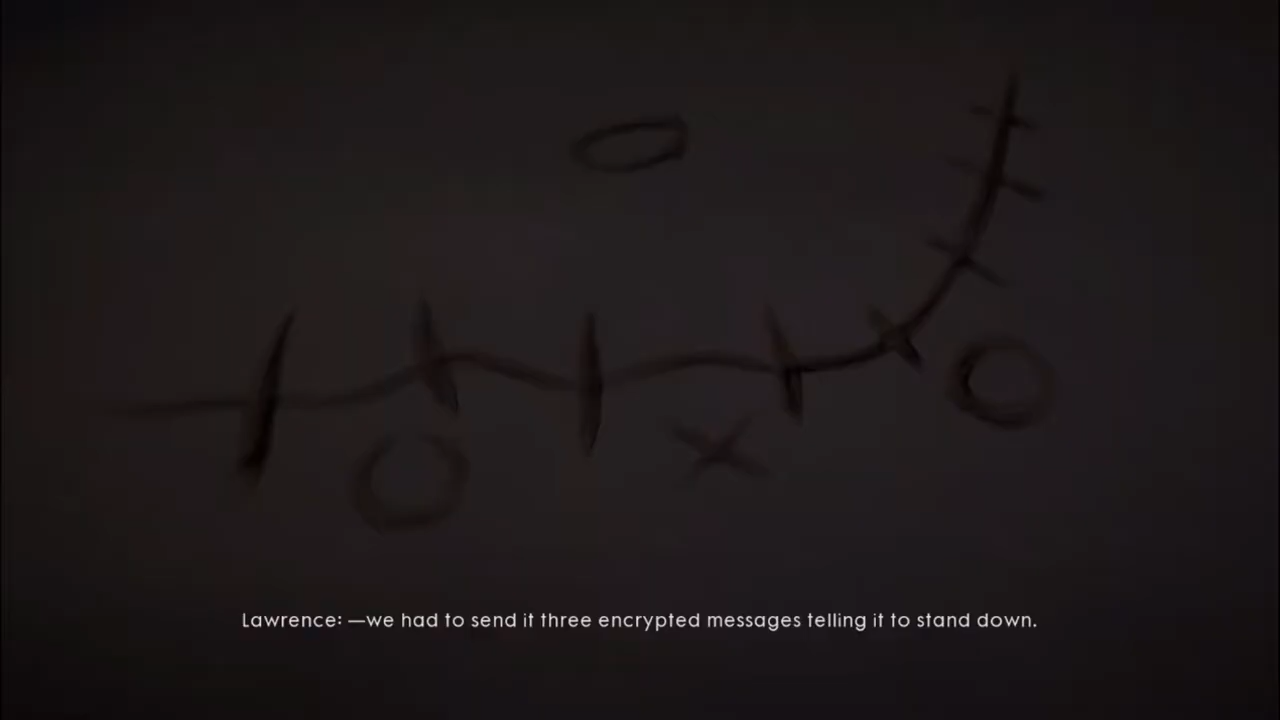 Lawrence: —we had to send it three encrypted messages telling it to stand down.